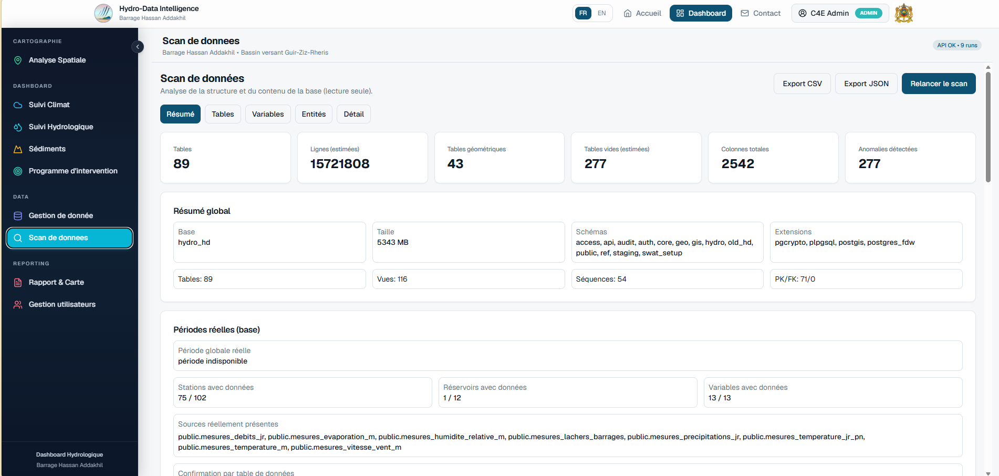 Hydro-Data Intelligence
Barrage Hassan Addakhil
FR EN Accueil Dashboard Contact C4E Admin ADMIN
CARTOGRAPHIE
Analyse Spatiale
DASHBOARD
Suivi Climat
Suivi Hydrologique
Sédiments
Programme d'intervention
DATA
Gestion de donnée
Scan de donnees
REPORTING
Rapport & Carte
Gestion utilisateurs
Dashboard Hydrologique
Barrage Hassan Addakhil
Scan de donnees
Barrage Hassan Addakhil • Bassin versant Guir-Ziz-Rheris
API OK • 9 runs
Scan de données
Analyse de la structure et du contenu de la base (lecture seule).
Export CSV Export JSON Relancer le scan
Résumé Tables Variables Entités Détail
Tables
89
Lignes (estimées)
15721808
Tables géométriques
43
Tables vides (estimées)
277
Colonnes totales
2542
Anomalies détectées
277
Résumé global
Base
hydro_hd
Taille
5343 MB
Schémas
access, api, audit, auth, core, geo, gis, hydro, old_hd,
public, ref, staging, swat_setup
Extensions
pgcrypto, plpgsql, postgis, postgres_fdw
Tables: 89
Vues: 116
Séquences: 54
PK/FK: 71/0
Périodes réelles (base)
Période globale réelle
période indisponible
Stations avec données
75 / 102
Réservoirs avec données
1 / 12
Variables avec données
13 / 13
Sources réellement présentes
public.mesures_debits_jr, public.mesures_evaporation_m, public.mesures_humidite_relative_m, public.mesures_lachers_barrages, public.mesures_precipitations_jr, public.mesures_temperature_jr_pn,
public.mesures_temperature_m, public.mesures_vitesse_vent_m
Confirmation par table de données